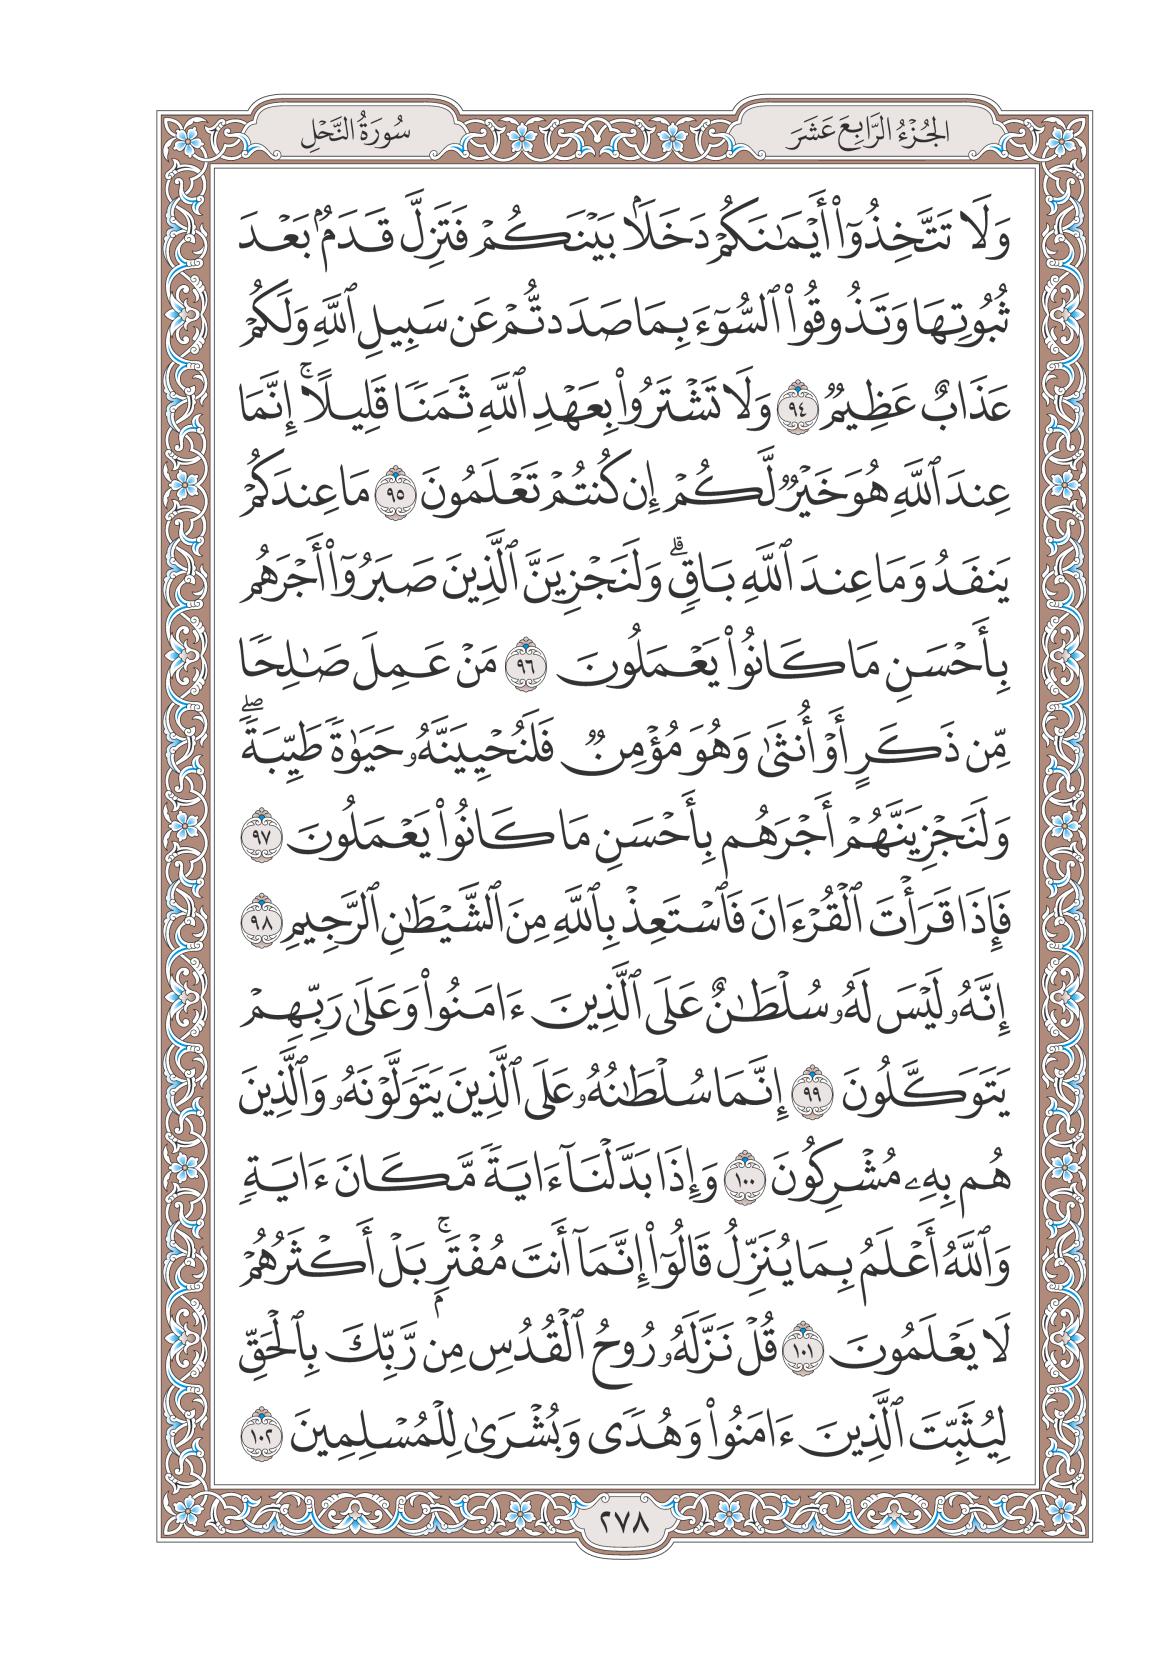 الجُزْءُ الرَّابِعَ عَشَرَ
سُورَةُ النَّحْلِ
وَلَا تَتَّخِذُوٓاْ أَيْمَٰنَكُمْ دَخَلَۢا بَيْنَكُمْ فَتَزِلَّ قَدَمُۢ بَعْدَ
ثُبُوتِهَا وَتَذُوقُواْ ٱلسُّوٓءَ بِمَا صَدَدتُّمْ عَن سَبِيلِ ٱللَّهِ وَلَكُمْ
عَذَابٌ عَظِيمٞ ٩٤ وَلَا تَشْتَرُواْ بِعَهْدِ ٱللَّهِ ثَمَنٗا قَلِيلًاۚ إِنَّمَا
عِندَ ٱللَّهِ هُوَ خَيْرٞ لَّكُمْ إِن كُنتُمْ تَعْلَمُونَ ٩٥ مَا عِندَكُمْ
يَنفَدُ وَمَا عِندَ ٱللَّهِ بَاقٖۗ وَلَنَجْزِيَنَّ ٱلَّذِينَ صَبَرُوٓاْ أَجْرَهُم
بِأَحْسَنِ مَا كَانُواْ يَعْمَلُونَ ٩٦ مَنْ عَمِلَ صَٰلِحٗا
مِّن ذَكَرٍ أَوْ أُنثَىٰ وَهُوَ مُؤْمِنٞ فَلَنُحْيِيَنَّهُۥ حَيَوٰةٗ طَيِّبَةٗۖ
وَلَنَجْزِيَنَّهُمْ أَجْرَهُم بِأَحْسَنِ مَا كَانُواْ يَعْمَلُونَ ٩٧
فَإِذَا قَرَأْتَ ٱلْقُرْءَانَ فَٱسْتَعِذْ بِٱللَّهِ مِنَ ٱلشَّيْطَٰنِ ٱلرَّجِيمِ ٩٨
إِنَّهُۥ لَيْسَ لَهُۥ سُلْطَٰنٌ عَلَى ٱلَّذِينَ ءَامَنُواْ وَعَلَىٰ رَبِّهِمْ
يَتَوَكَّلُونَ ٩٩ إِنَّمَا سُلْطَٰنُهُۥ عَلَى ٱلَّذِينَ يَتَوَلَّوْنَهُۥ وَٱلَّذِينَ
هُم بِهِۦ مُشْرِكُونَ ١٠٠ وَإِذَا بَدَّلْنَآ ءَايَةٗ مَّكَانَ ءَايَةٖ
وَٱللَّهُ أَعْلَمُ بِمَا يُنَزِّلُ قَالُوٓاْ إِنَّمَآ أَنتَ مُفْتَرِۭۚ بَلْ أَكْثَرُهُمْ
لَا يَعْلَمُونَ ١٠١ قُلْ نَزَّلَهُۥ رُوحُ ٱلْقُدُسِ مِن رَّبِّكَ بِٱلْحَقِّ
لِيُثَبِّتَ ٱلَّذِينَ ءَامَنُواْ وَهُدٗى وَبُشْرَىٰ لِلْمُسْلِمِينَ ١٠٢
٢٧٨